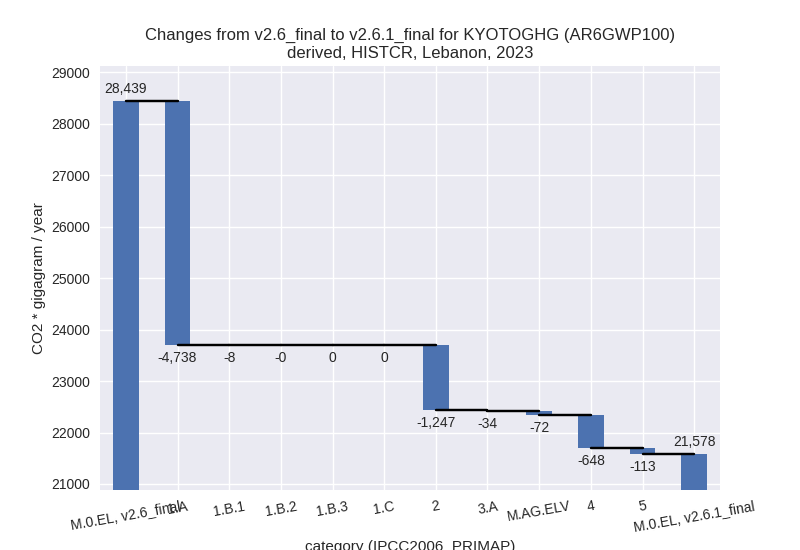 Changes from v2.6_final to v2.6.1_final for KYOTOGHG (AR6GWP100)
derived, HISTCR, Lebanon, 2023
CO2 * gigagram / year
29000
28000
27000
26000
25000
24000
23000
22000
21000
28,439
-4,738
-8
-0
0
0
-1,247
-34
-72
-648
-113
21,578
M.0.EL, v2.6_final
1.A
1.B.1
1.B.2
1.B.3
1.C
2
3.A
M.AG.ELV
4
5
M.0.EL, v2.6.1_final
category (IPCC2006_PRIMAP)